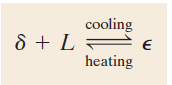 cooling
δ + L ⇌ ϵ
heating